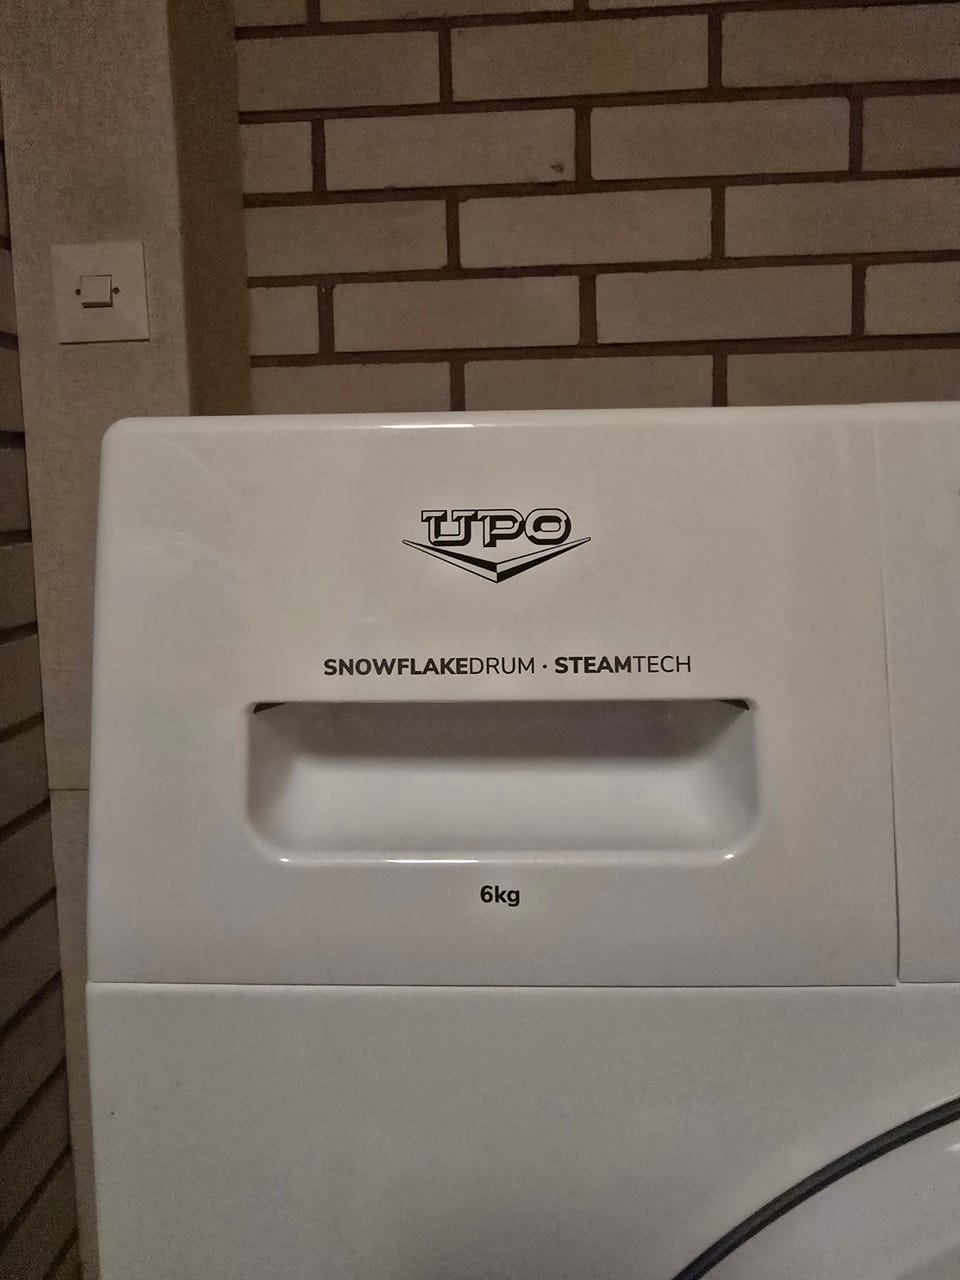 UPO
SNOWFLAKEDRUM · STEAMTECH
6kg